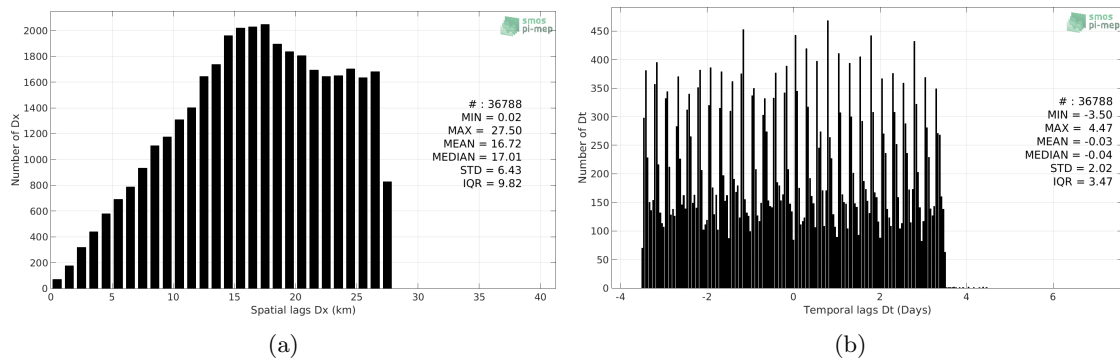 smos
pi-mep
Number of Dx
2000
1800
1600
1400
1200
1000
800
600
400
200
0
# : 36788
MIN = 0.02
MAX = 27.50
MEAN = 16.72
MEDIAN = 17.01
STD = 6.43
IQR = 9.82
0 5 10 15 20 25 30 35 40
Spatial lags Dx (km)
(a)
smos
pi-mep
Number of Dt
450
400
350
300
250
200
150
100
50
0
# : 36788
MIN = -3.50
MAX = 4.47
MEAN = -0.03
MEDIAN = -0.04
STD = 2.02
IQR = 3.47
-4 -2 0 2 4 6
Temporal lags Dt (Days)
(b)